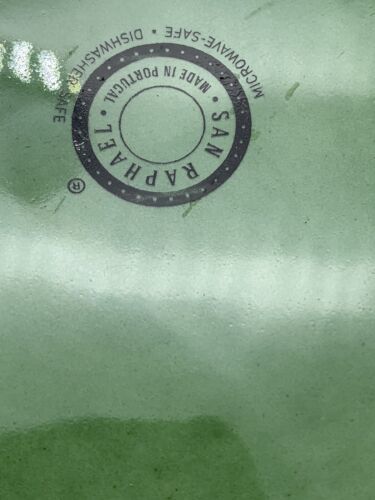 MICROWAVE-SAFE • DISHWASHER-SAFE
• MADE IN PORTUGAL •
SAN RAPHAEL
®